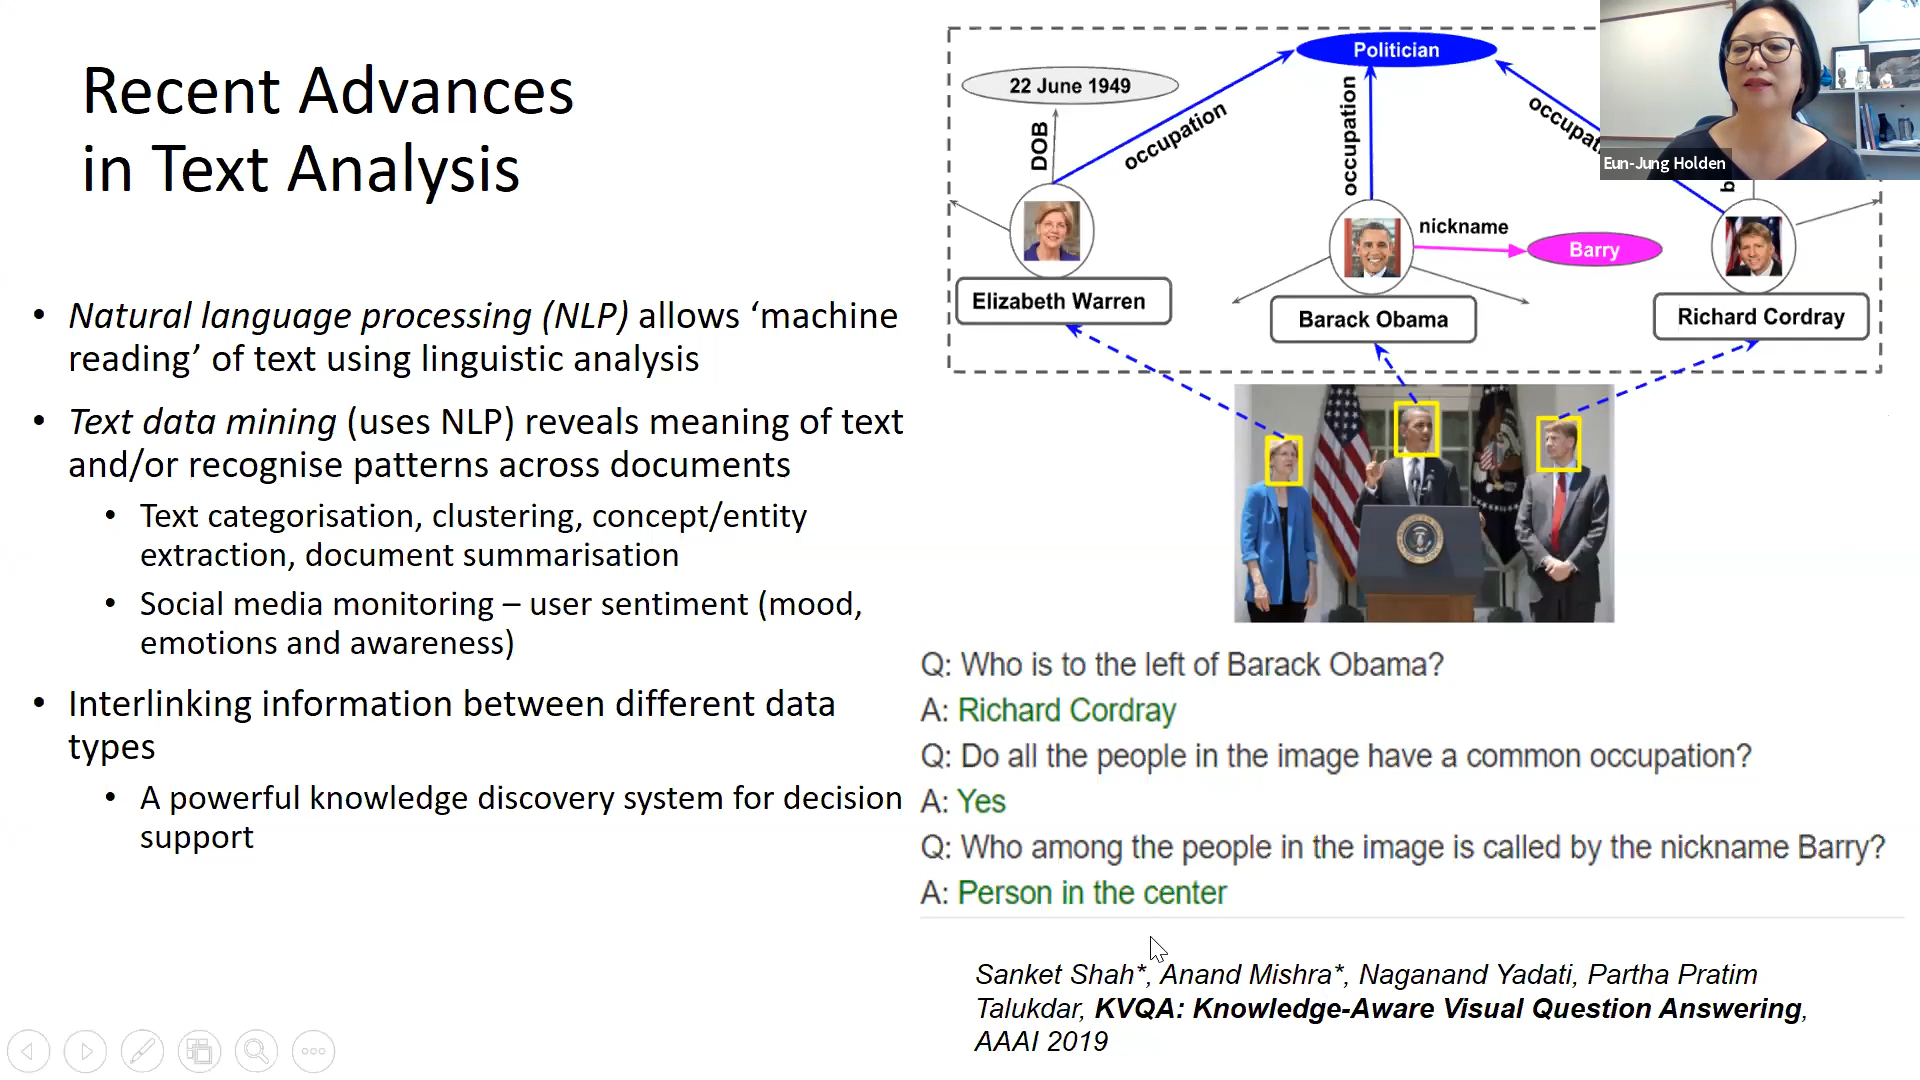 Recent Advances
in Text Analysis
• Natural language processing (NLP) allows ‘machine
reading’ of text using linguistic analysis
• Text data mining (uses NLP) reveals meaning of text
and/or recognise patterns across documents
• Text categorisation, clustering, concept/entity
extraction, document summarisation
• Social media monitoring – user sentiment (mood,
emotions and awareness)
• Interlinking information between different data
types
• A powerful knowledge discovery system for decision
support
Politician
22 June 1949
DOB
occupation
occupation
nickname
Barry
Elizabeth Warren
Barack Obama
Richard Cordray
Eun-Jung Holden
Q: Who is to the left of Barack Obama?
A: Richard Cordray
Q: Do all the people in the image have a common occupation?
A: Yes
Q: Who among the people in the image is called by the nickname Barry?
A: Person in the center
Sanket Shah*, Anand Mishra*, Naganand Yadati, Partha Pratim
Talukdar, KVQA: Knowledge-Aware Visual Question Answering,
AAAI 2019